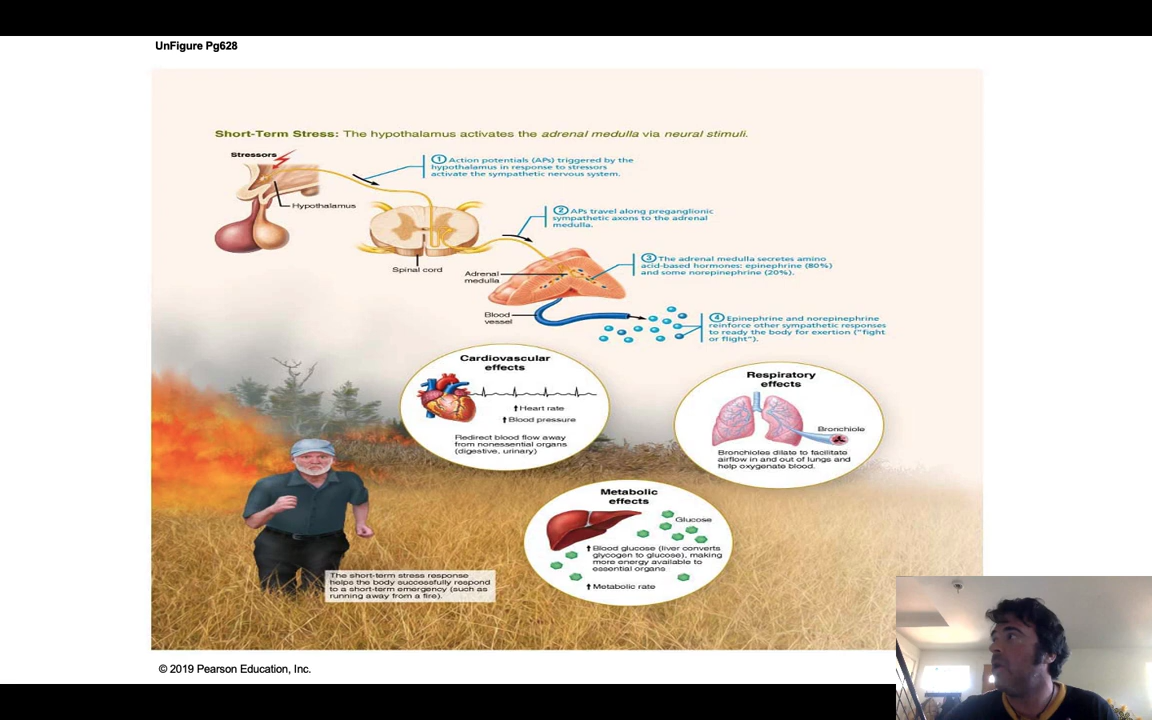 UnFigure Pg628
Short-Term Stress: The hypothalamus activates the adrenal medulla via neural stimuli.
Stressors
① Action potentials (APs) triggered by the
hypothalamus in response to stressors
activate the sympathetic nervous system.
Hypothalamus
② APs travel along preganglionic
sympathetic axons to the adrenal
medulla.
Spinal cord
Adrenal
medulla
③ The adrenal medulla secretes amino
acid-based hormones: epinephrine (80%)
and some norepinephrine (20%).
Blood
vessel
④ Epinephrine and norepinephrine
reinforce other sympathetic responses
to ready the body for exertion ("fight
or flight").
Cardiovascular
effects
⬆ Heart rate
⬆ Blood pressure
Redirect blood flow away
from nonessential organs
(digestive, urinary)
Respiratory
effects
Bronchiole
Bronchioles dilate to facilitate
airflow in and out of lungs and
help oxygenate blood.
Metabolic
effects
Glucose
⬆ Blood glucose (liver converts
glycogen to glucose), making
more energy available to
essential organs
⬆ Metabolic rate
The short-term stress response
helps the body successfully respond
to a short-term emergency (such as
running away from a fire).
© 2019 Pearson Education, Inc.